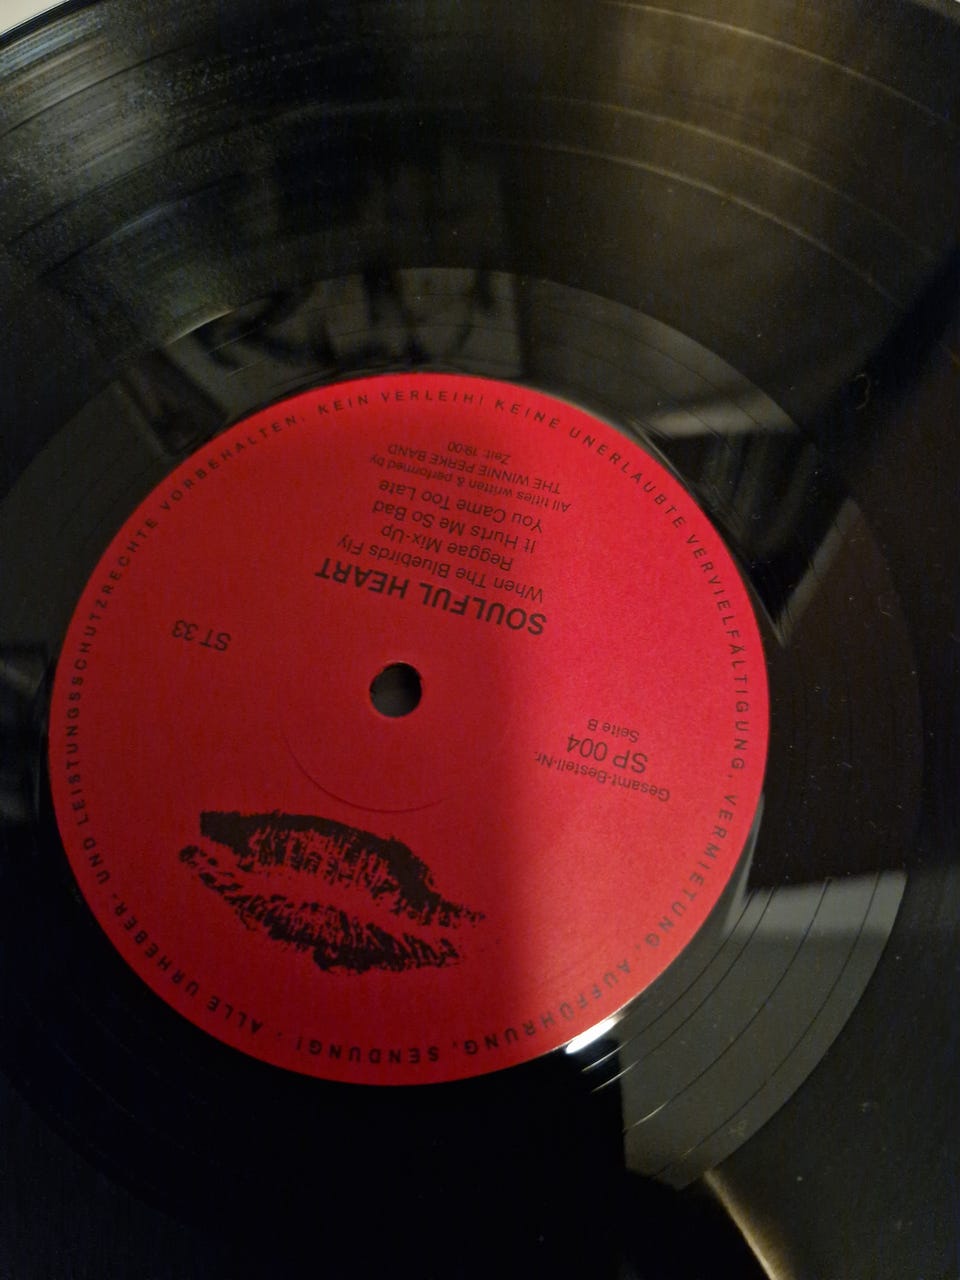 Gesamt-Bestell-Nr.
SP 004
Seite B
ST 33
SOULFUL HEART
When The Bluebirds Fly
Reggae Mix-Up
It Hurts Me So Bad
You Came Too Late
All titles written & performed by
THE WINNIE PERKE BAND
Zeit: 19:00
ALLE URHEBER- UND LEISTUNGSSCHUTZRECHTE VORBEHALTEN. KEIN VERLEIH! KEINE UNERLAUBTE VERVIELFÄLTIGUNG, VERMIETUNG, AUFFÜHRUNG, SENDUNG! ·